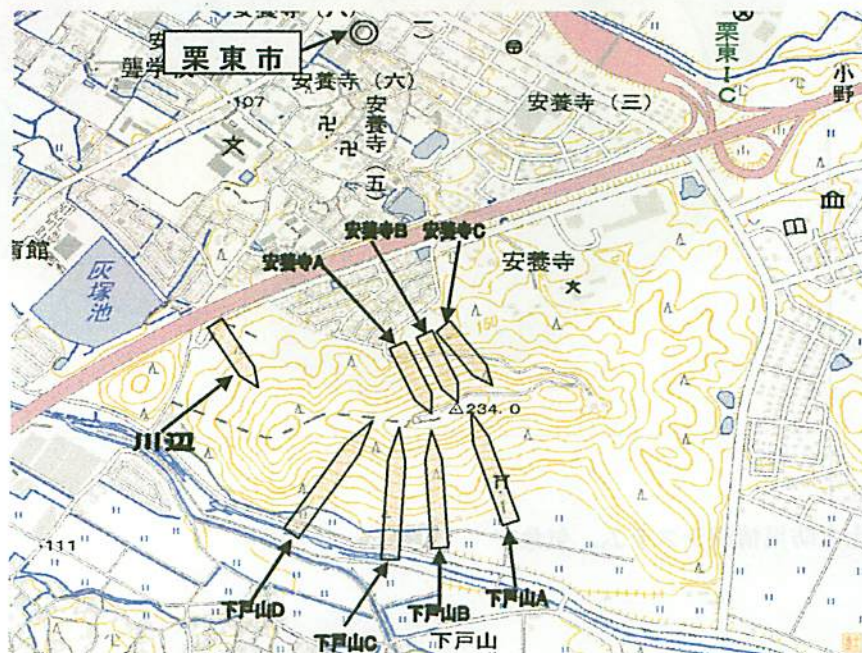 栗東市
安養寺（六）
・107
安養寺（五）
安養寺（三）
栗東IC
小野
文
卍
卍
灰塚池
安養寺A
安養寺B
安養寺C
安養寺
150
234.0
川辺
・111
下戸山D
下戸山C
下戸山B
下戸山A
下戸山